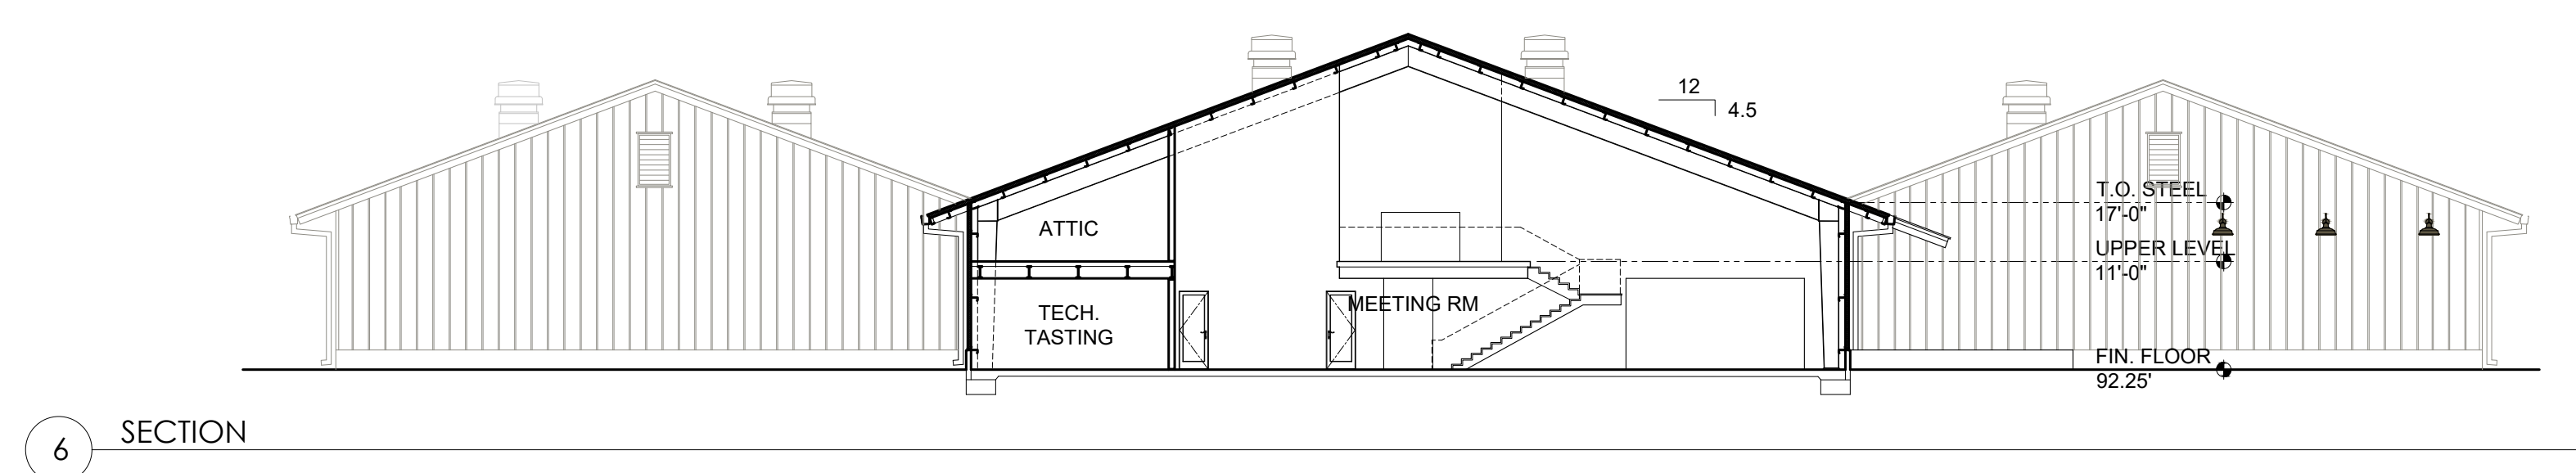 12
4.5
T.O. STEEL
17'-0"
ATTIC
UPPER LEVEL
11'-0"
MEETING RM
TECH.
TASTING
FIN. FLOOR
92.25'
6
SECTION